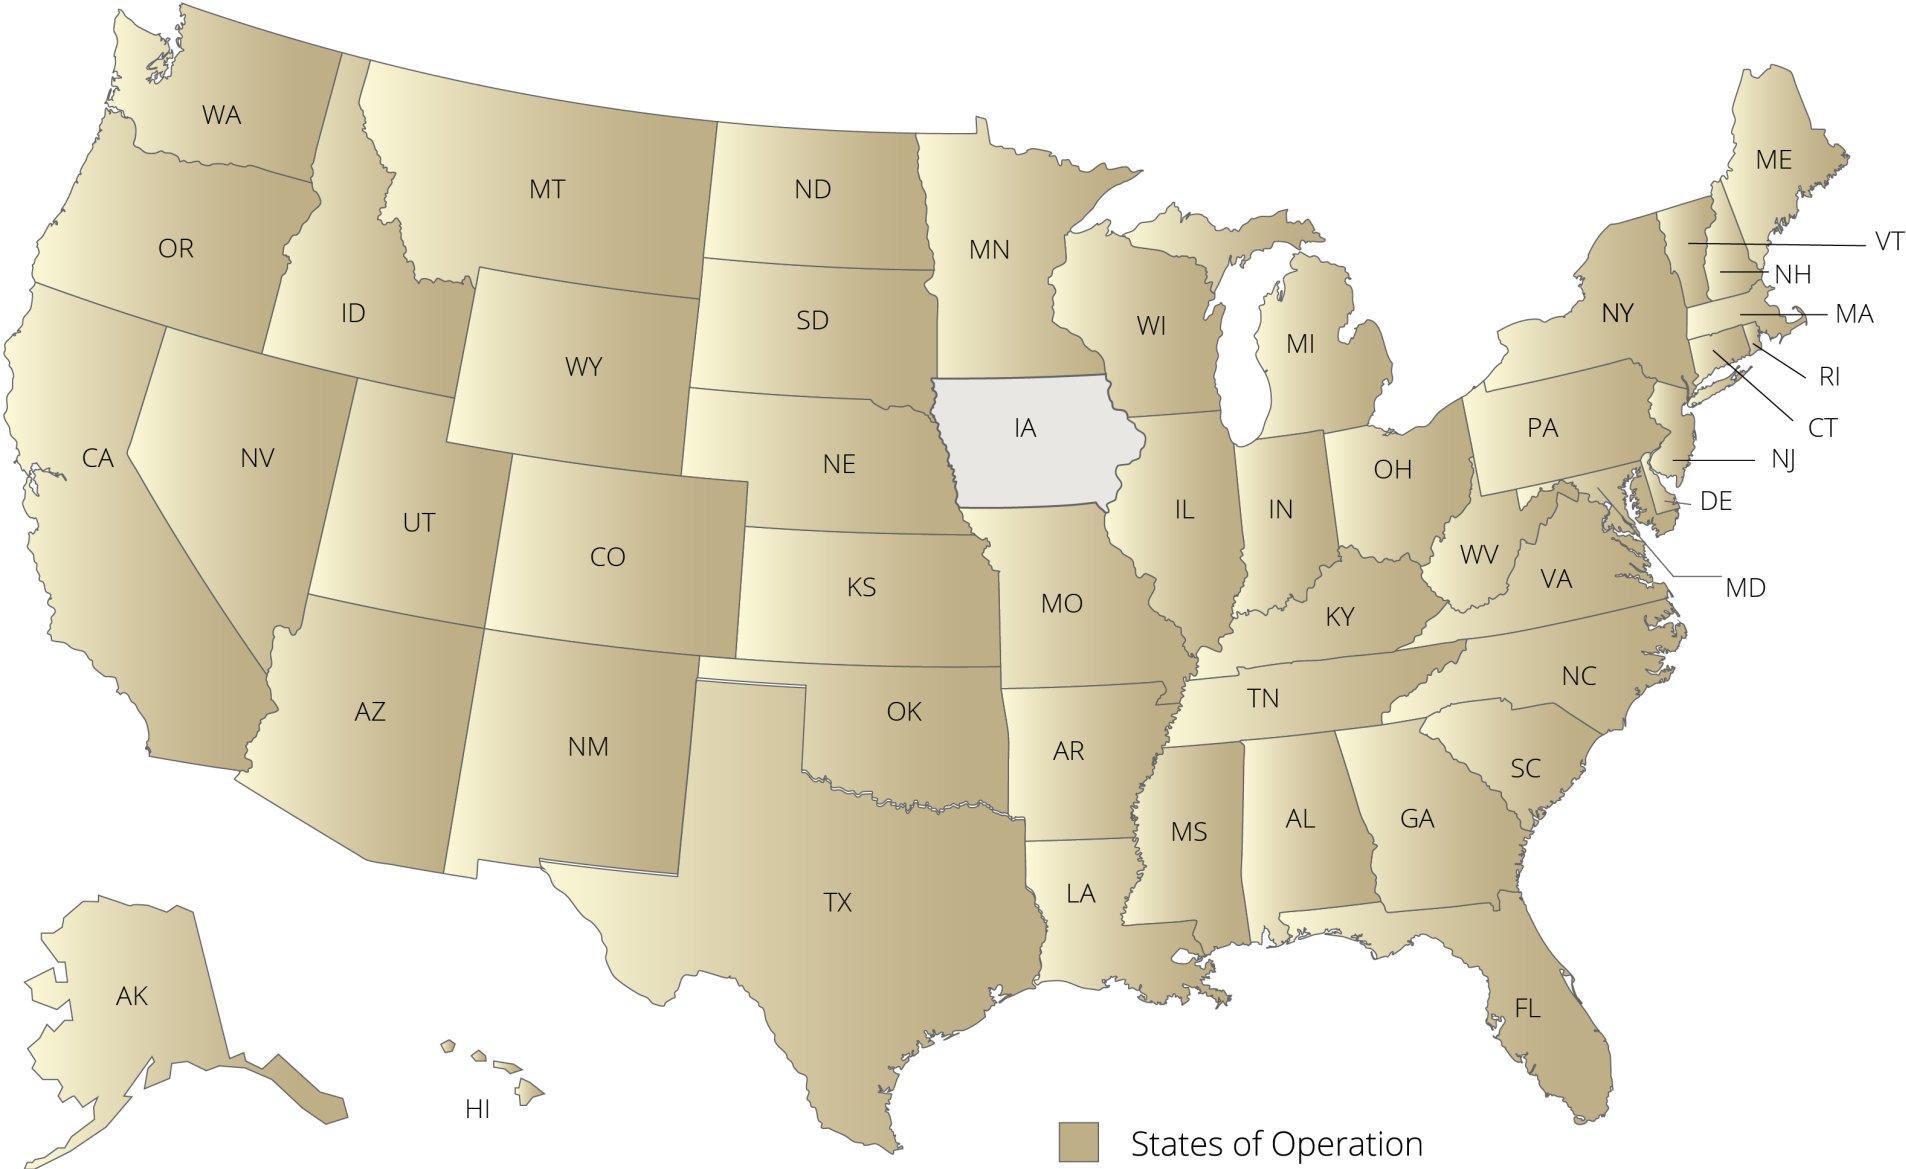 WA
ME
MT
ND
VT
OR
MN
NH
ID
SD
WI
NY
MA
MI
WY
RI
IA
PA
CT
CA
NV
NE
OH
NJ
UT
IL
IN
DE
CO
WV
KS
MO
VA
MD
KY
NC
AZ
OK
TN
NM
AR
SC
MS
AL
GA
LA
TX
AK
FL
HI
States of Operation